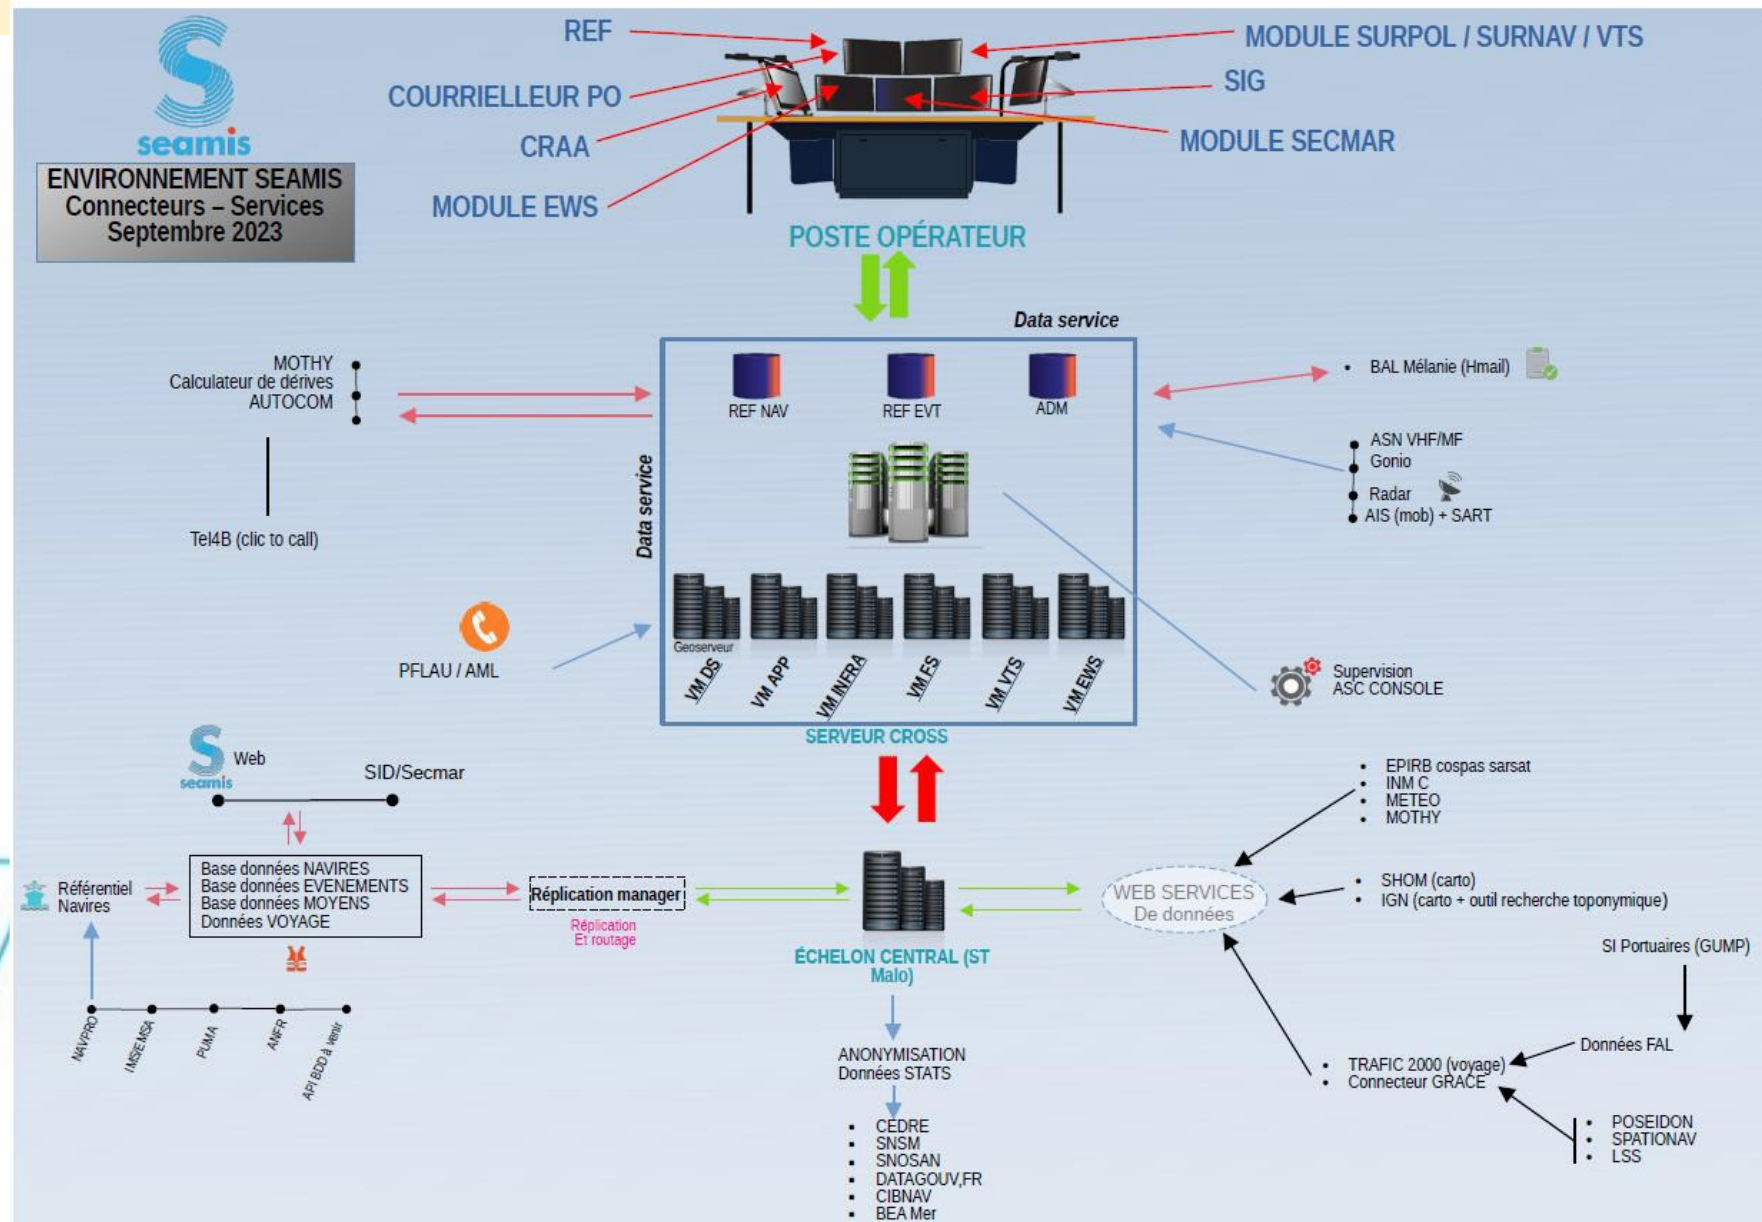 seamis
ENVIRONNEMENT SEAMIS
Connecteurs – Services
Septembre 2023
REF
COURRIELLEUR PO
CRAA
MODULE EWS
MODULE SURPOL / SURNAV / VTS
SIG
MODULE SECMAR
POSTE OPÉRATEUR
Data service
MOTHY
Calculateur de dérives
AUTOCOM
Tel4B (clic to call)
REF NAV
REF EVT
ADM
Data service
• BAL Mélanie (Hmail)
ASN VHF/MF
Gonio
Radar
AIS (mob) + SART
PFLAU / AML
Geoserveur
VM DS
VM APP
VM INFRA
VM FS
VM VTS
VM EWS
SERVEUR CROSS
Supervision
ASC CONSOLE
seamis
Web
SID/Secmar
Référentiel
Navires
Base données NAVIRES
Base données EVENEMENTS
Base données MOYENS
Données VOYAGE
Réplication manager
Réplication
Et routage
NAVPRO
IMS/EMSA
PUMA
ANFR
API BDD à venir
ÉCHELON CENTRAL (ST
Malo)
ANONYMISATION
Données STATS
▪ CEDRE
▪ SNSM
▪ SNOSAN
▪ DATAGOUV,FR
▪ CIBNAV
▪ BEA Mer
WEB SERVICES
De données
• EPIRB cospas sarsat
• INM C
• METEO
• MOTHY
• SHOM (carto)
• IGN (carto + outil recherche toponymique)
SI Portuaires (GUMP)
Données FAL
• TRAFIC 2000 (voyage)
• Connecteur GRACE
• POSEIDON
• SPATIONAV
• LSS